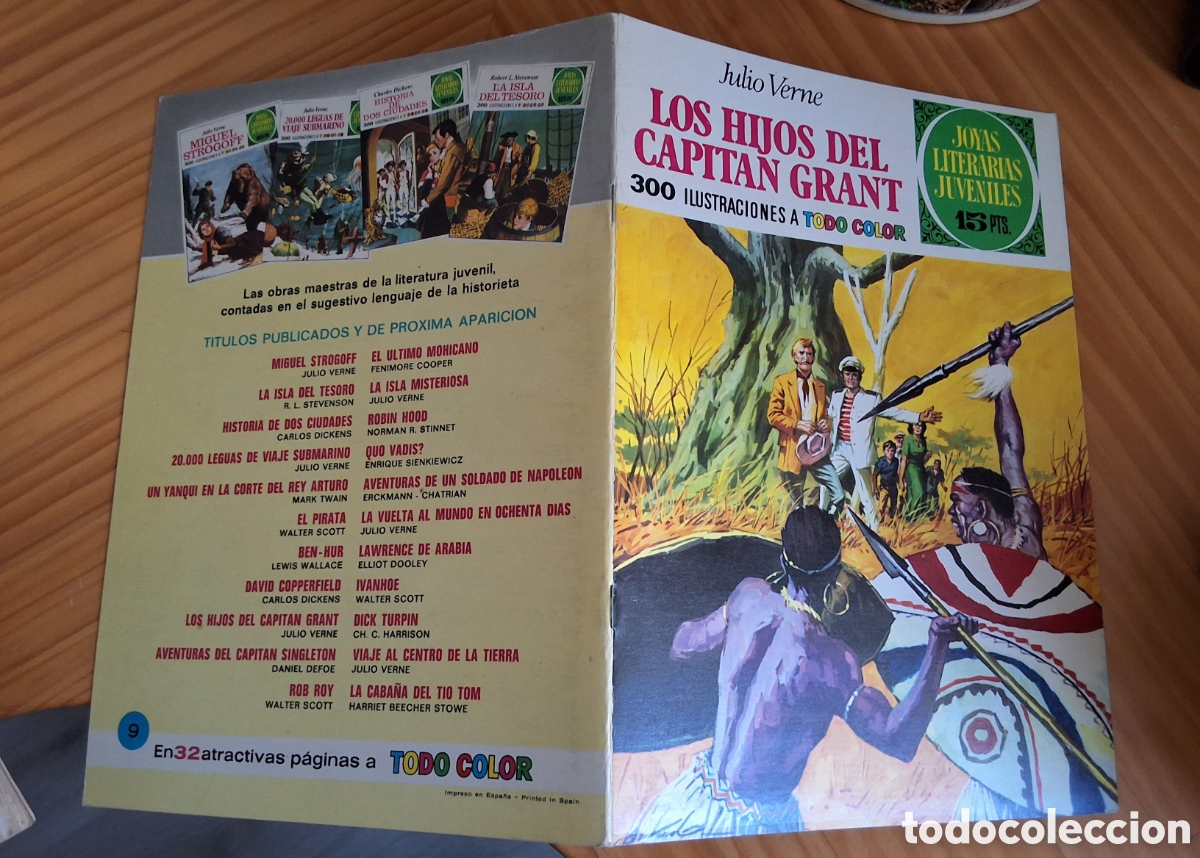 Julio Verne
MIGUEL STROGOFF
Julio Verne
20.000 LEGUAS DE
VIAJE SUBMARINO
Charles Dickens
HISTORIA
DE
DOS CIUDADES
Robert L. Stevenson
LA ISLA
DEL TESORO
Las obras maestras de la literatura juvenil,
contadas en el sugestivo lenguaje de la historieta
TITULOS PUBLICADOS Y DE PROXIMA APARICION
MIGUEL STROGOFF
JULIO VERNE
LA ISLA DEL TESORO
R. L. STEVENSON
HISTORIA DE DOS CIUDADES
CARLOS DICKENS
20.000 LEGUAS DE VIAJE SUBMARINO
JULIO VERNE
UN YANQUI EN LA CORTE DEL REY ARTURO
MARK TWAIN
EL PIRATA
WALTER SCOTT
BEN-HUR
LEWIS WALLACE
DAVID COPPERFIELD
CARLOS DICKENS
LOS HIJOS DEL CAPITAN GRANT
JULIO VERNE
AVENTURAS DEL CAPITAN SINGLETON
DANIEL DEFOE
ROB ROY
WALTER SCOTT
EL ULTIMO MOHICANO
FENIMORE COOPER
LA ISLA MISTERIOSA
JULIO VERNE
ROBIN HOOD
NORMAN R. STINNET
QUO VADIS?
ENRIQUE SIENKIEWICZ
AVENTURAS DE UN SOLDADO DE NAPOLEON
ERCKMANN - CHATRIAN
LA VUELTA AL MUNDO EN OCHENTA DIAS
JULIO VERNE
LAWRENCE DE ARABIA
ELLIOT DOOLEY
IVANHOE
WALTER SCOTT
DICK TURPIN
CH. C. HARRISON
VIAJE AL CENTRO DE LA TIERRA
JULIO VERNE
LA CABAÑA DEL TIO TOM
HARRIET BEECHER STOWE
9
En 32 atractivas páginas a TODO COLOR
Impreso en España - Printed in Spain
Julio Verne
LOS HIJOS DEL
CAPITAN GRANT
300 ILUSTRACIONES A TODO COLOR
JOYAS
LITERARIAS
JUVENILES
15 PTS.
todocoleccion